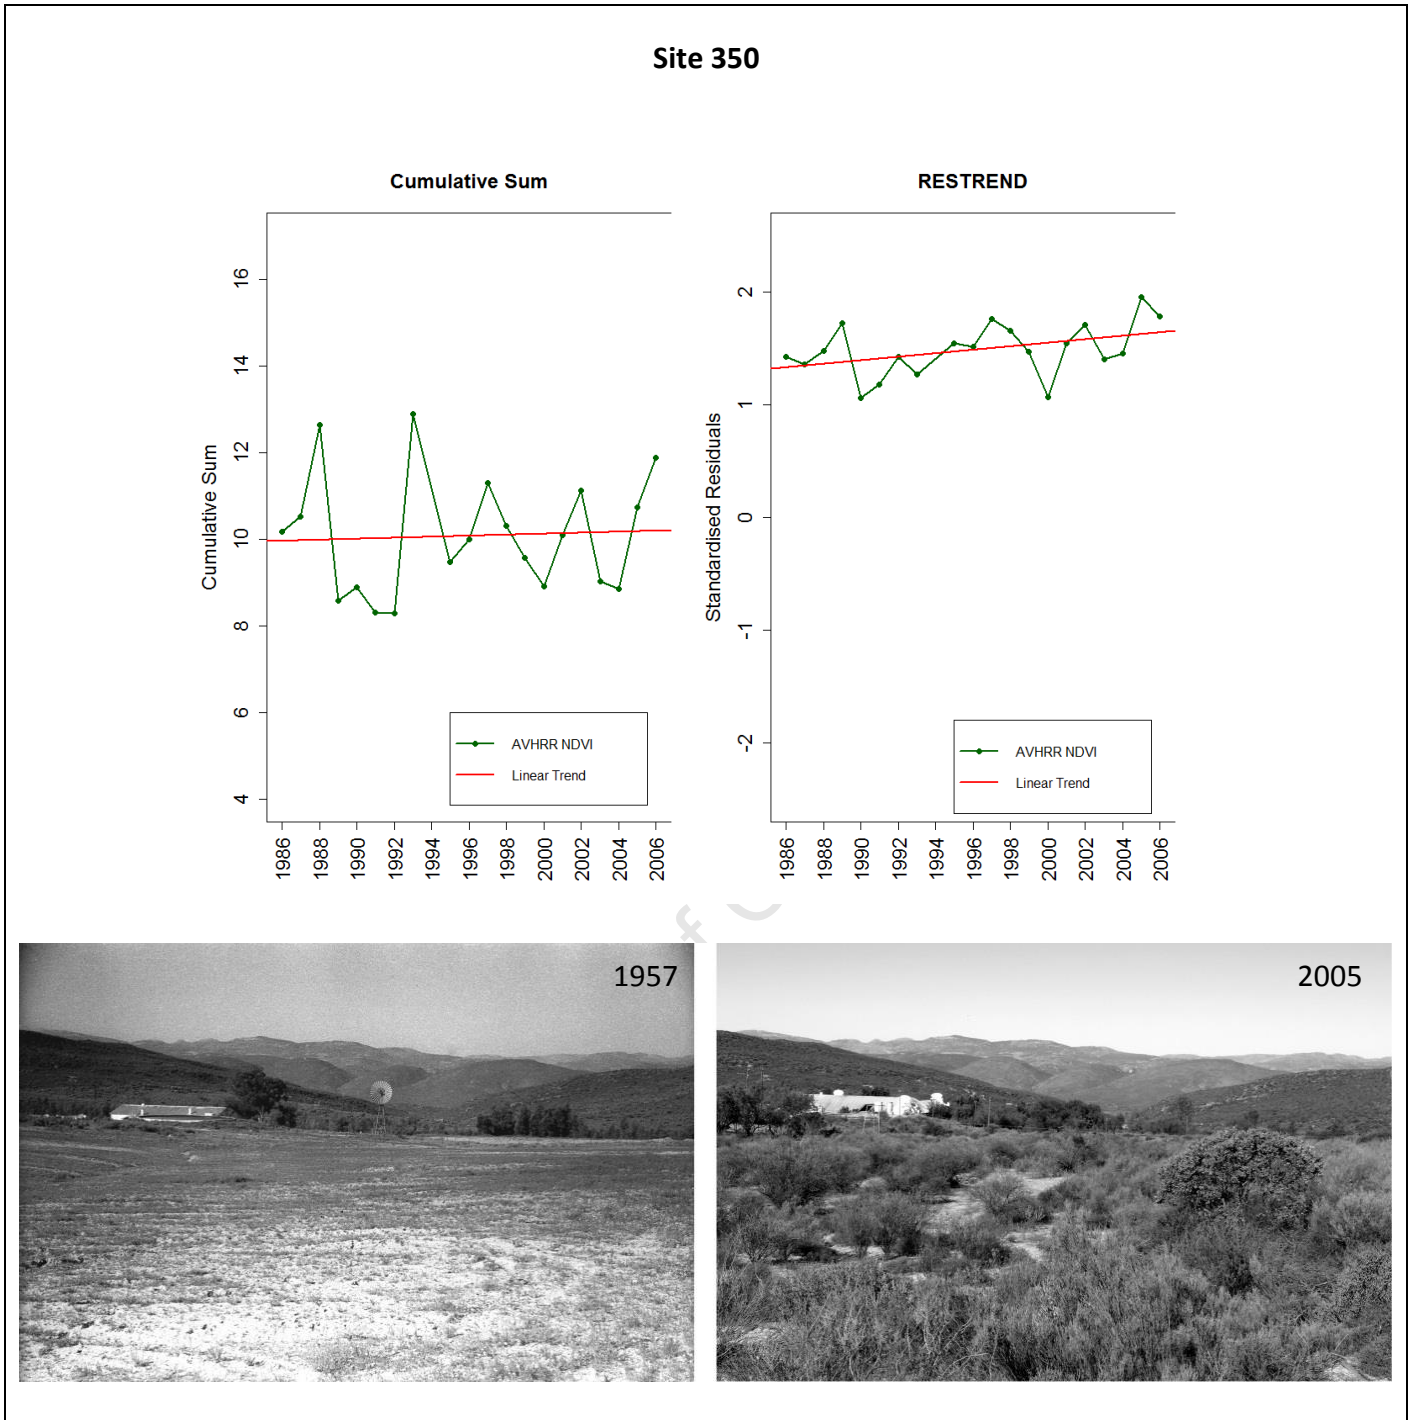 Site 350
Cumulative Sum
Cumulative Sum
16
14
12
10
8
6
4
AVHRR NDVI
Linear Trend
1986 1988 1990 1992 1994 1996 1998 2000 2002 2004 2006
RESTREND
Standardised Residuals
2
1
0
-1
-2
AVHRR NDVI
Linear Trend
1986 1988 1990 1992 1994 1996 1998 2000 2002 2004 2006
1957
2005